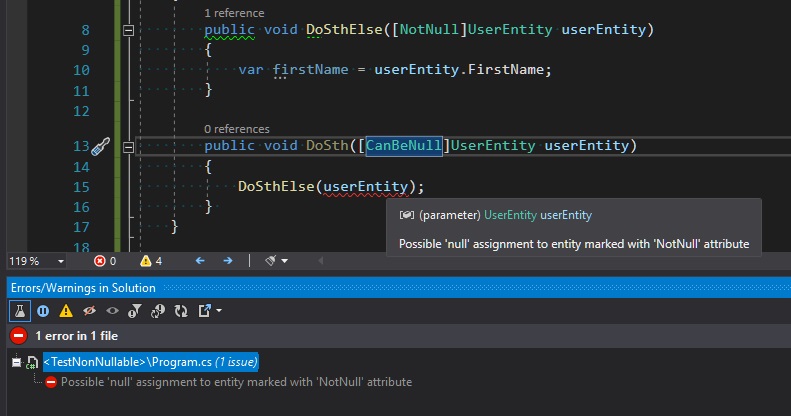 1 reference
8 public void DoSthElse([NotNull]UserEntity userEntity)
9 {
10 var firstName = userEntity.FirstName;
11 }
12
0 references
13 public void DoSth([CanBeNull]UserEntity userEntity)
14 {
15 DoSthElse(userEntity);
16 }
17 }
18
(parameter) UserEntity userEntity
Possible 'null' assignment to entity marked with 'NotNull' attribute
119 % 0 4
Errors/Warnings in Solution
1 error in 1 file
<TestNonNullable>\Program.cs (1 issue)
Possible 'null' assignment to entity marked with 'NotNull' attribute